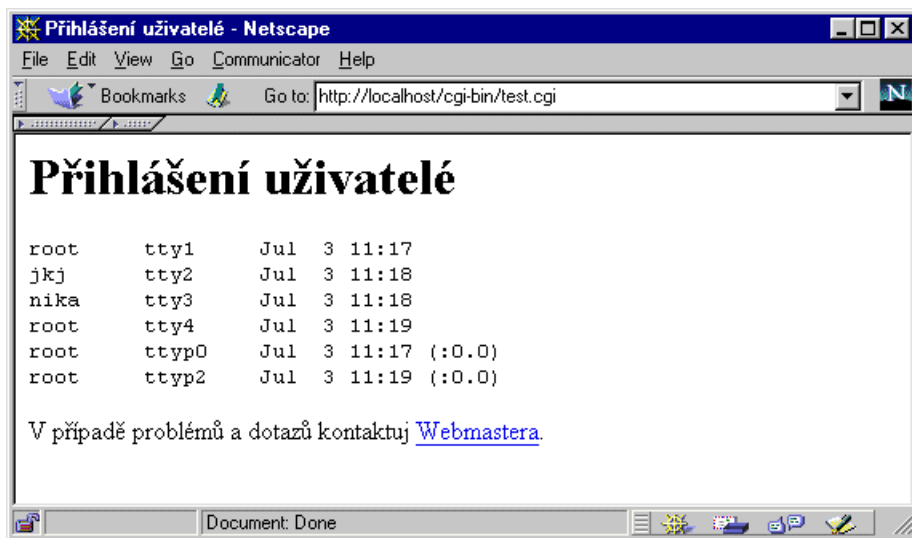 Přihlášení uživatelé - Netscape
File Edit View Go Communicator Help
Bookmarks Go to: http://localhost/cgi-bin/test.cgi N
Přihlášení uživatelé
root tty1 Jul 3 11:17
jkj tty2 Jul 3 11:18
nika tty3 Jul 3 11:18
root tty4 Jul 3 11:19
root ttyp0 Jul 3 11:17 (:0.0)
root ttyp2 Jul 3 11:19 (:0.0)
V případě problémů a dotazů kontaktuj Webmastera.
Document: Done